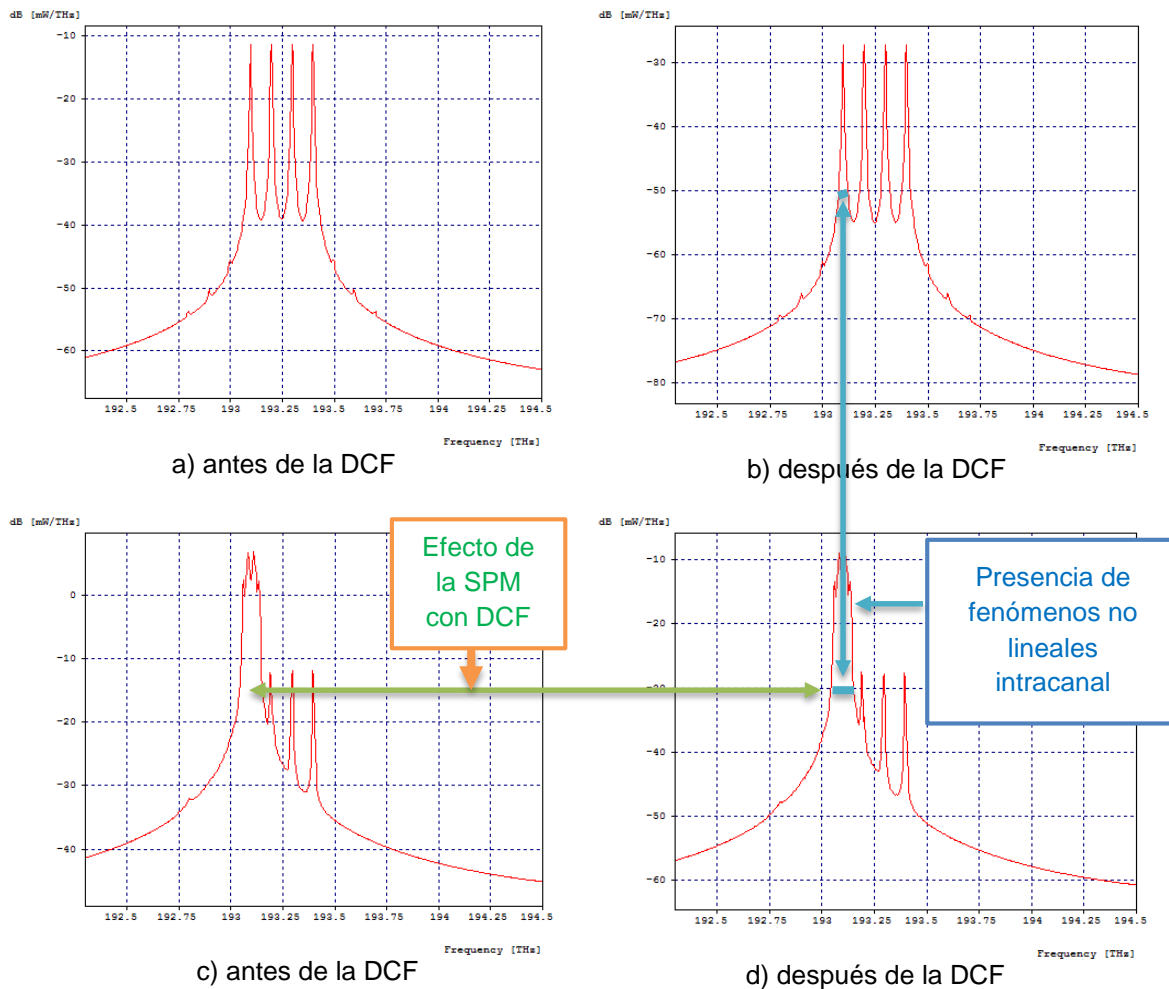 dB [mW/THz]
-10
-20
-30
-40
-50
-60
192.5 192.75 193 193.25 193.5 193.75 194 194.25 194.5
Frequency [THz]
a) antes de la DCF
dB [mW/THz]
-30
-40
-50
-60
-70
-80
192.5 192.75 193 193.25 193.5 193.75 194 194.25 194.5
Frequency [THz]
b) después de la DCF
dB [mW/THz]
0
-10
-20
-30
-40
192.5 192.75 193 193.25 193.5 193.75 194 194.25 194.5
Frequency [THz]
c) antes de la DCF
Efecto de
la SPM
con DCF
dB [mW/THz]
-10
-20
-30
-40
-50
-60
192.5 192.75 193 193.25 193.5 193.75 194 194.25 194.5
Frequency [THz]
d) después de la DCF
Presencia de
fenómenos no
lineales
intracanal